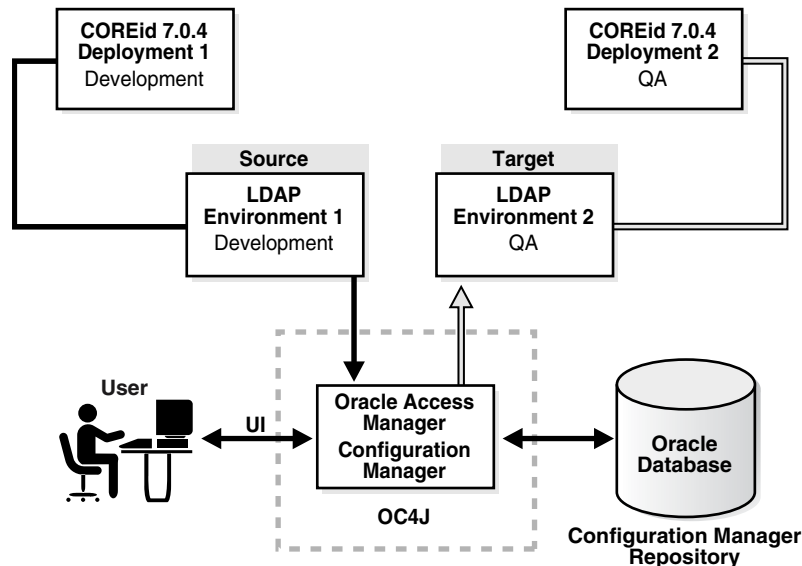 COREid 7.0.4
Deployment 1
Development
COREid 7.0.4
Deployment 2
QA
Source
Target
LDAP
Environment 1
Development
LDAP
Environment 2
QA
User
UI
Oracle Access
Manager
Configuration
Manager
OC4J
Oracle
Database
Configuration Manager
Repository